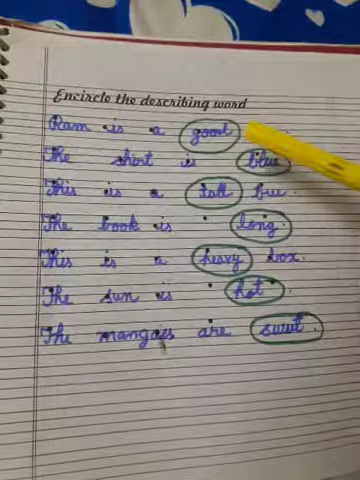 Encircle the describing word
Ram is a good
The shirt is blue
This is a tall tree.
The book is long.
This is a heavy box.
The sun is hot.
The mangoes are sweet.